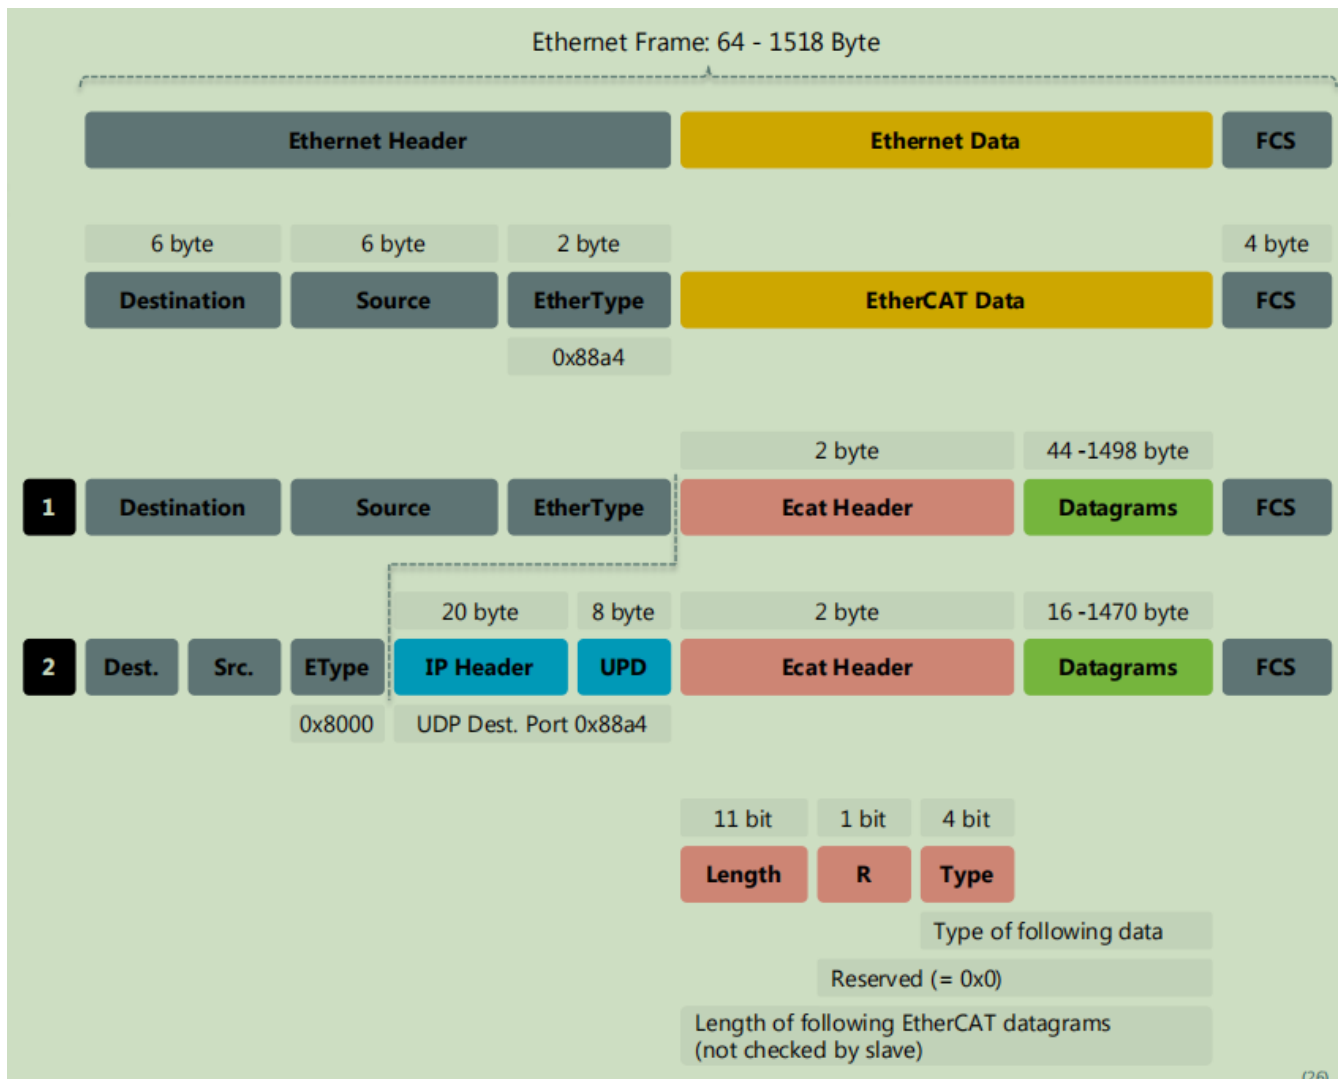 Ethernet Frame: 64 - 1518 Byte
Ethernet Header Ethernet Data FCS
6 byte 6 byte 2 byte 4 byte
Destination Source EtherType EtherCAT Data FCS
0x88a4
2 byte 44 -1498 byte
1 Destination Source EtherType Ecat Header Datagrams FCS
20 byte 8 byte 2 byte 16 -1470 byte
2 Dest. Src. EType IP Header UPD Ecat Header Datagrams FCS
0x8000 UDP Dest. Port 0x88a4
11 bit 1 bit 4 bit
Length R Type
Type of following data
Reserved (= 0x0)
Length of following EtherCAT datagrams
(not checked by slave)
(26)